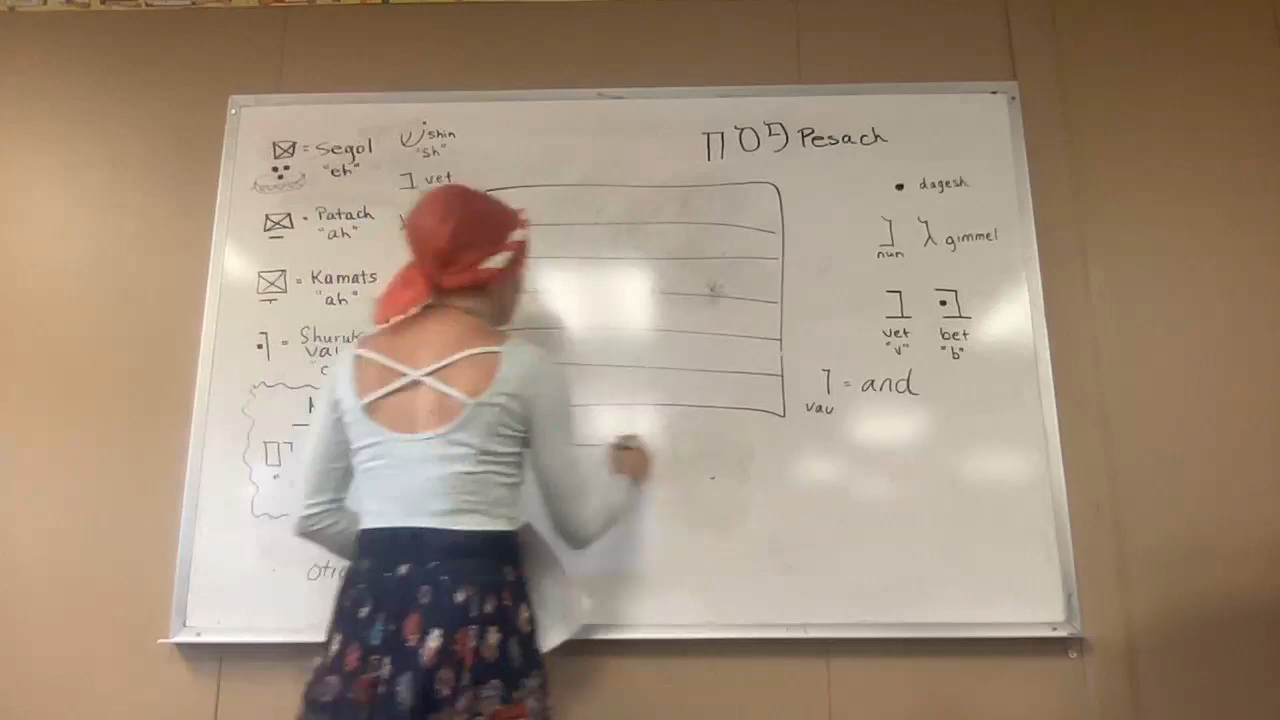 = Segol
"eh"
שׁ shin
"sh"
ב vet
Patach
"ah"
= Kamats
"ah"
= Shuruk
פסח Pesach
• dagesh
נ ג gimmel
nun
ב בּ
vet bet
"v" "b"
ו = and
vav